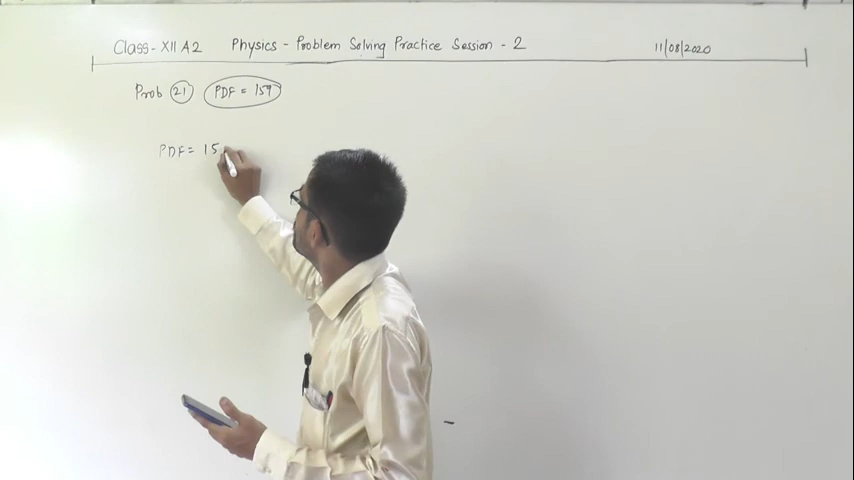 Class - XII A2 Physics - Problem Solving Practice Session - 2 11/08/2020
Prob 21 PDF = 159
PDF = 15